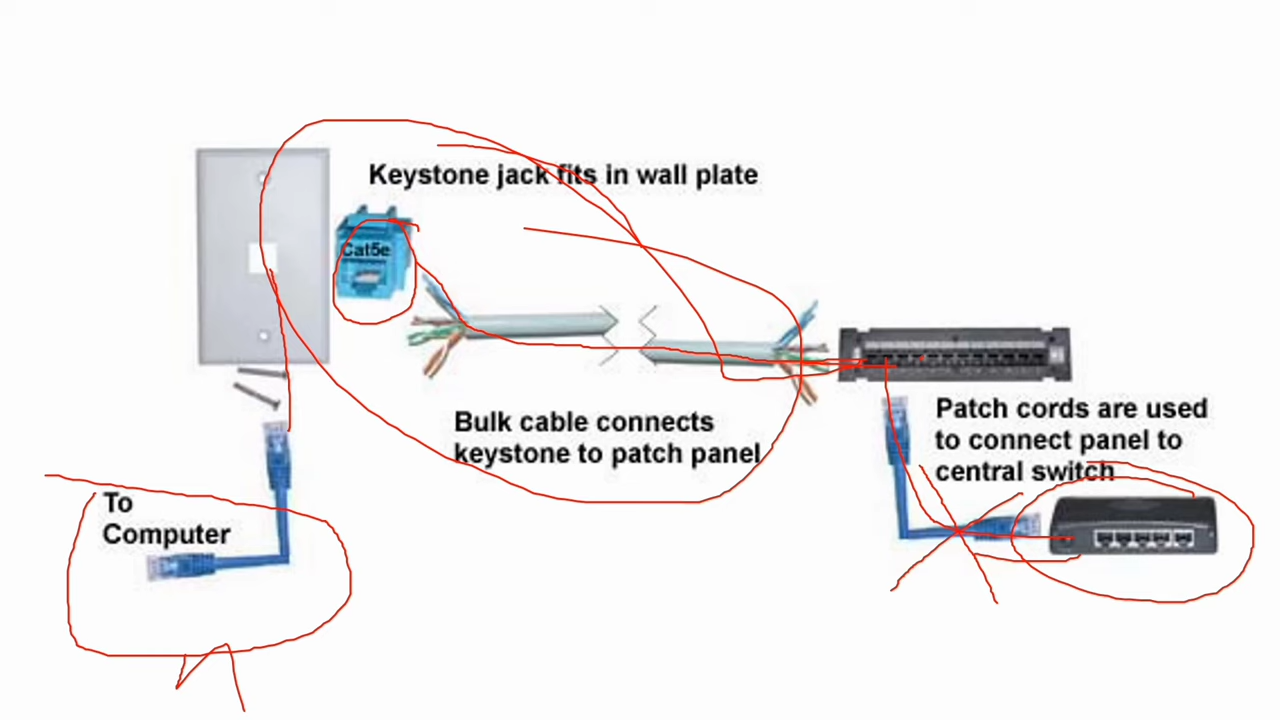 Keystone jack fits in wall plate
Cat5e
Bulk cable connects
keystone to patch panel
Patch cords are used
to connect panel to
central switch
To
Computer